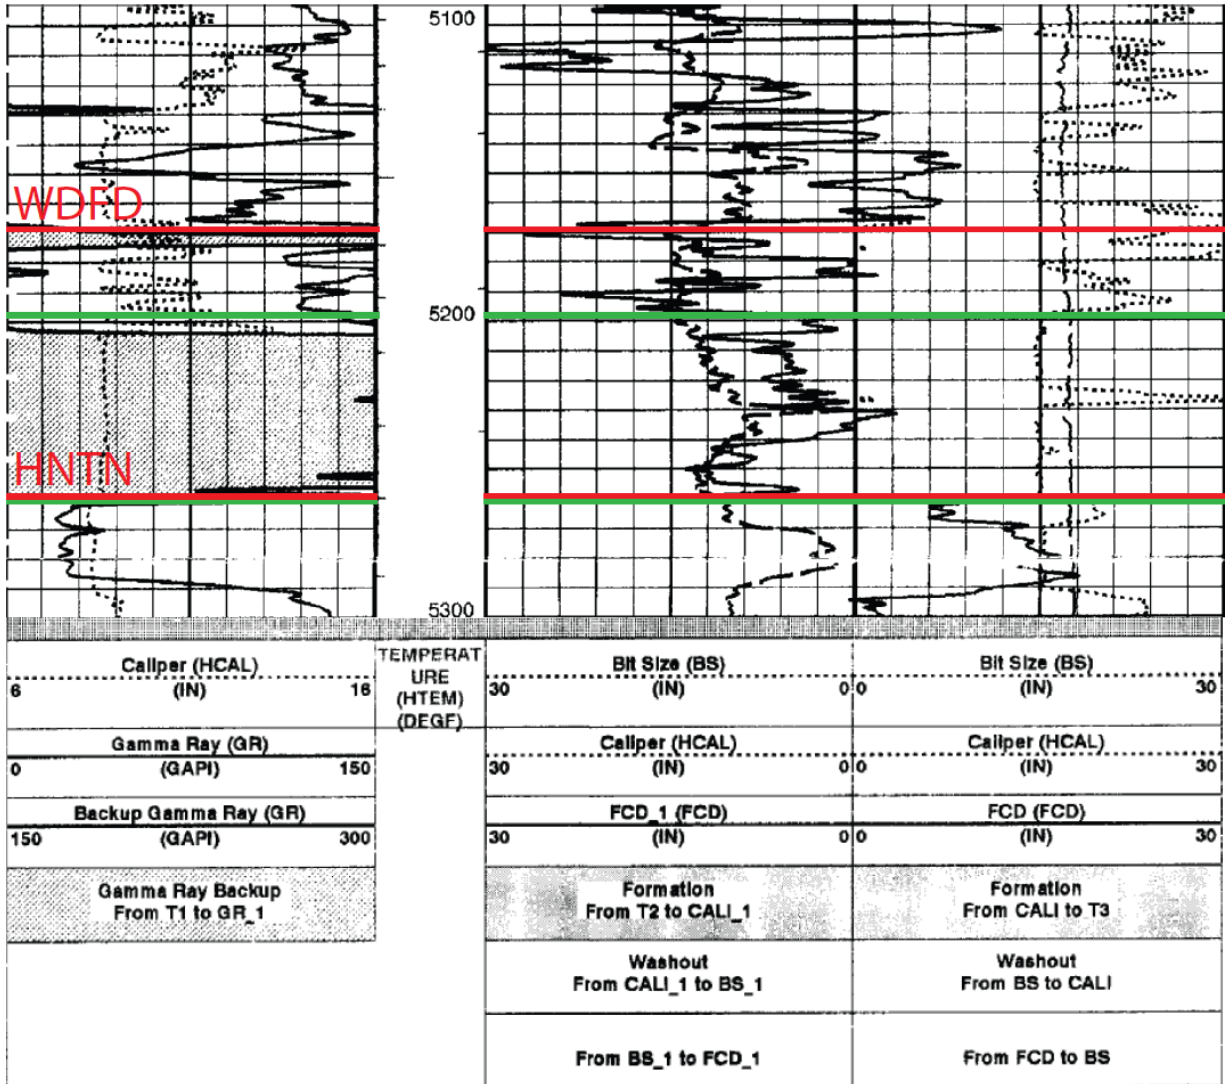 5100
WDFD
5200
HNTN
5300
Caliper (HCAL)
6 (IN) 16
TEMPERAT
URE
(HTEM)
(DEGF)
Bit Size (BS)
30 (IN) 0
Bit Size (BS)
0 (IN) 30
Gamma Ray (GR)
0 (GAPI) 150
Caliper (HCAL)
30 (IN) 0
Caliper (HCAL)
0 (IN) 30
Backup Gamma Ray (GR)
150 (GAPI) 300
FCD_1 (FCD)
30 (IN) 0
FCD (FCD)
0 (IN) 30
Gamma Ray Backup
From T1 to GR_1
Formation
From T2 to CALI_1
Formation
From CALI to T3
Washout
From CALI_1 to BS_1
Washout
From BS to CALI
From BS_1 to FCD_1
From FCD to BS